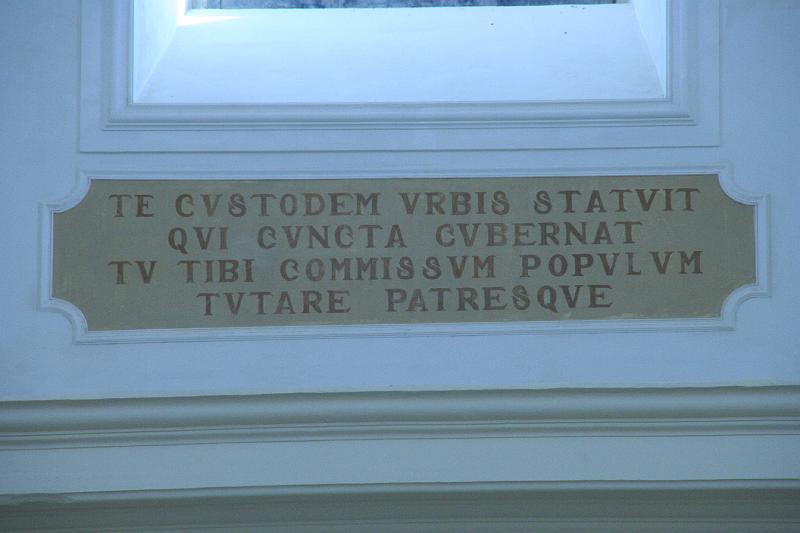 TE CVSTODEM VRBIS STATVIT
QVI CVNCTA GVBERNAT
TV TIBI COMMISSVM POPVLVM
TVTARE PATRESQVE